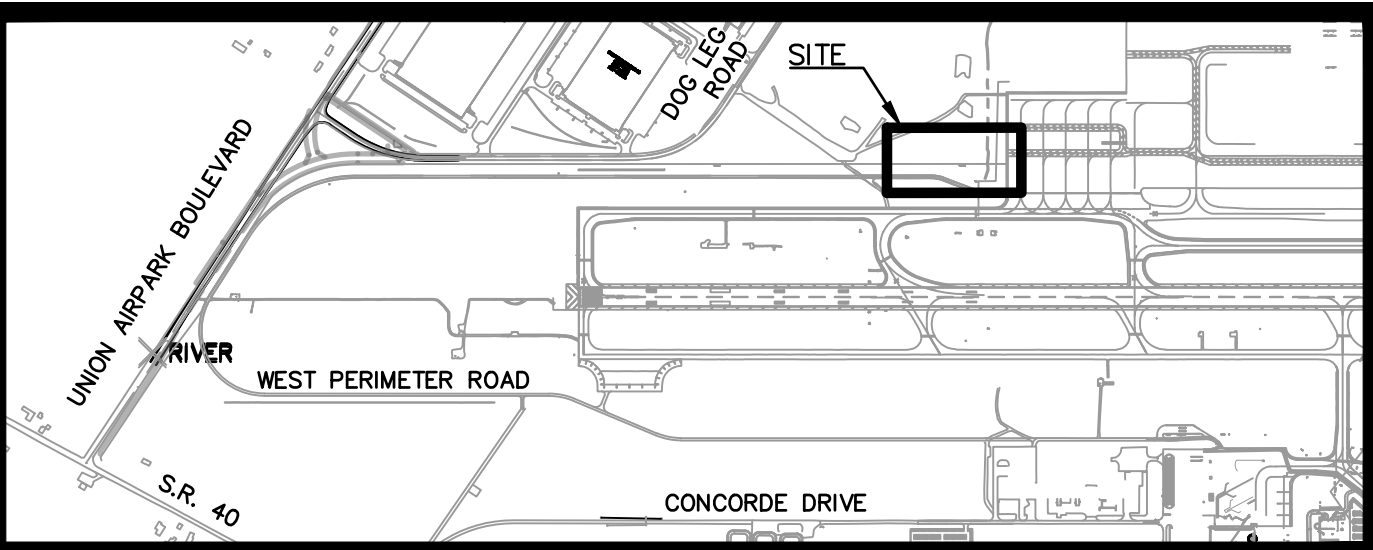 SITE
DOG LEG
ROAD
UNION AIRPARK BOULEVARD
RIVER
WEST PERIMETER ROAD
S.R. 40
CONCORDE DRIVE